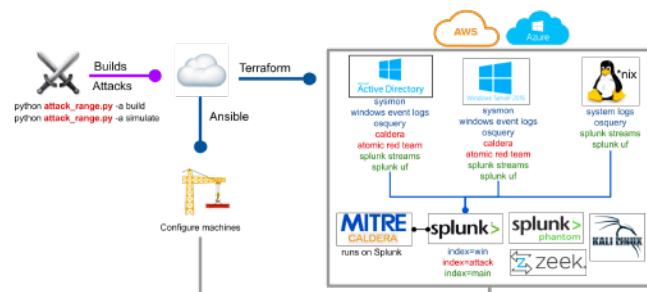 AWS
Azure
Builds
Attacks
Terraform
python attack_range.py -a build
python attack_range.py -a simulate
Ansible
Configure machines
Active Directory
sysmon
windows event logs
osquery
caldera
atomic red team
splunk streams
splunk uf
Windows Server 2016
sysmon
windows event logs
osquery
caldera
atomic red team
splunk streams
splunk uf
*nix
system logs
osquery
splunk streams
splunk uf
MITRE
CALDERA
runs on Splunk
splunk>
index=win
index=attack
index=main
splunk>
phantom
zeek
KALI LINUX